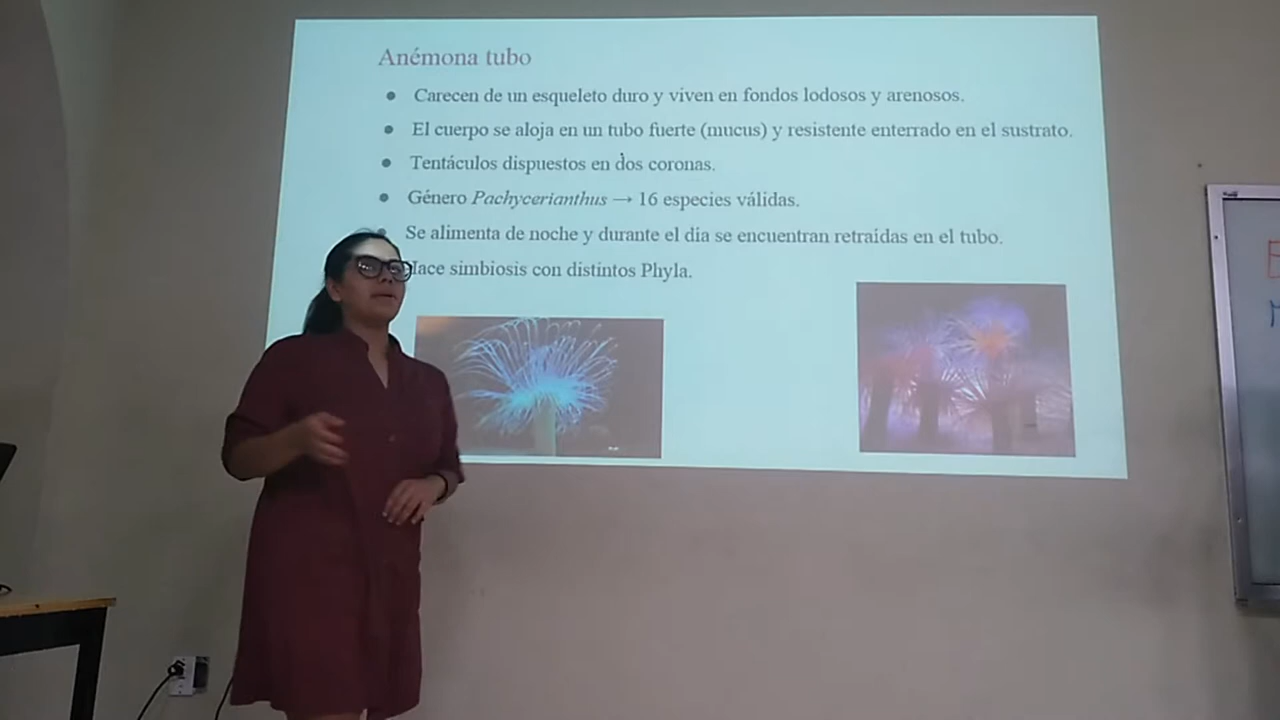 Anémona tubo
● Carecen de un esqueleto duro y viven en fondos lodosos y arenosos.
● El cuerpo se aloja en un tubo fuerte (mucus) y resistente enterrado en el sustrato.
● Tentáculos dispuestos en dos coronas.
● Género Pachycerianthus → 16 especies válidas.
● Se alimenta de noche y durante el día se encuentran retraídas en el tubo.
Hace simbiosis con distintos Phyla.